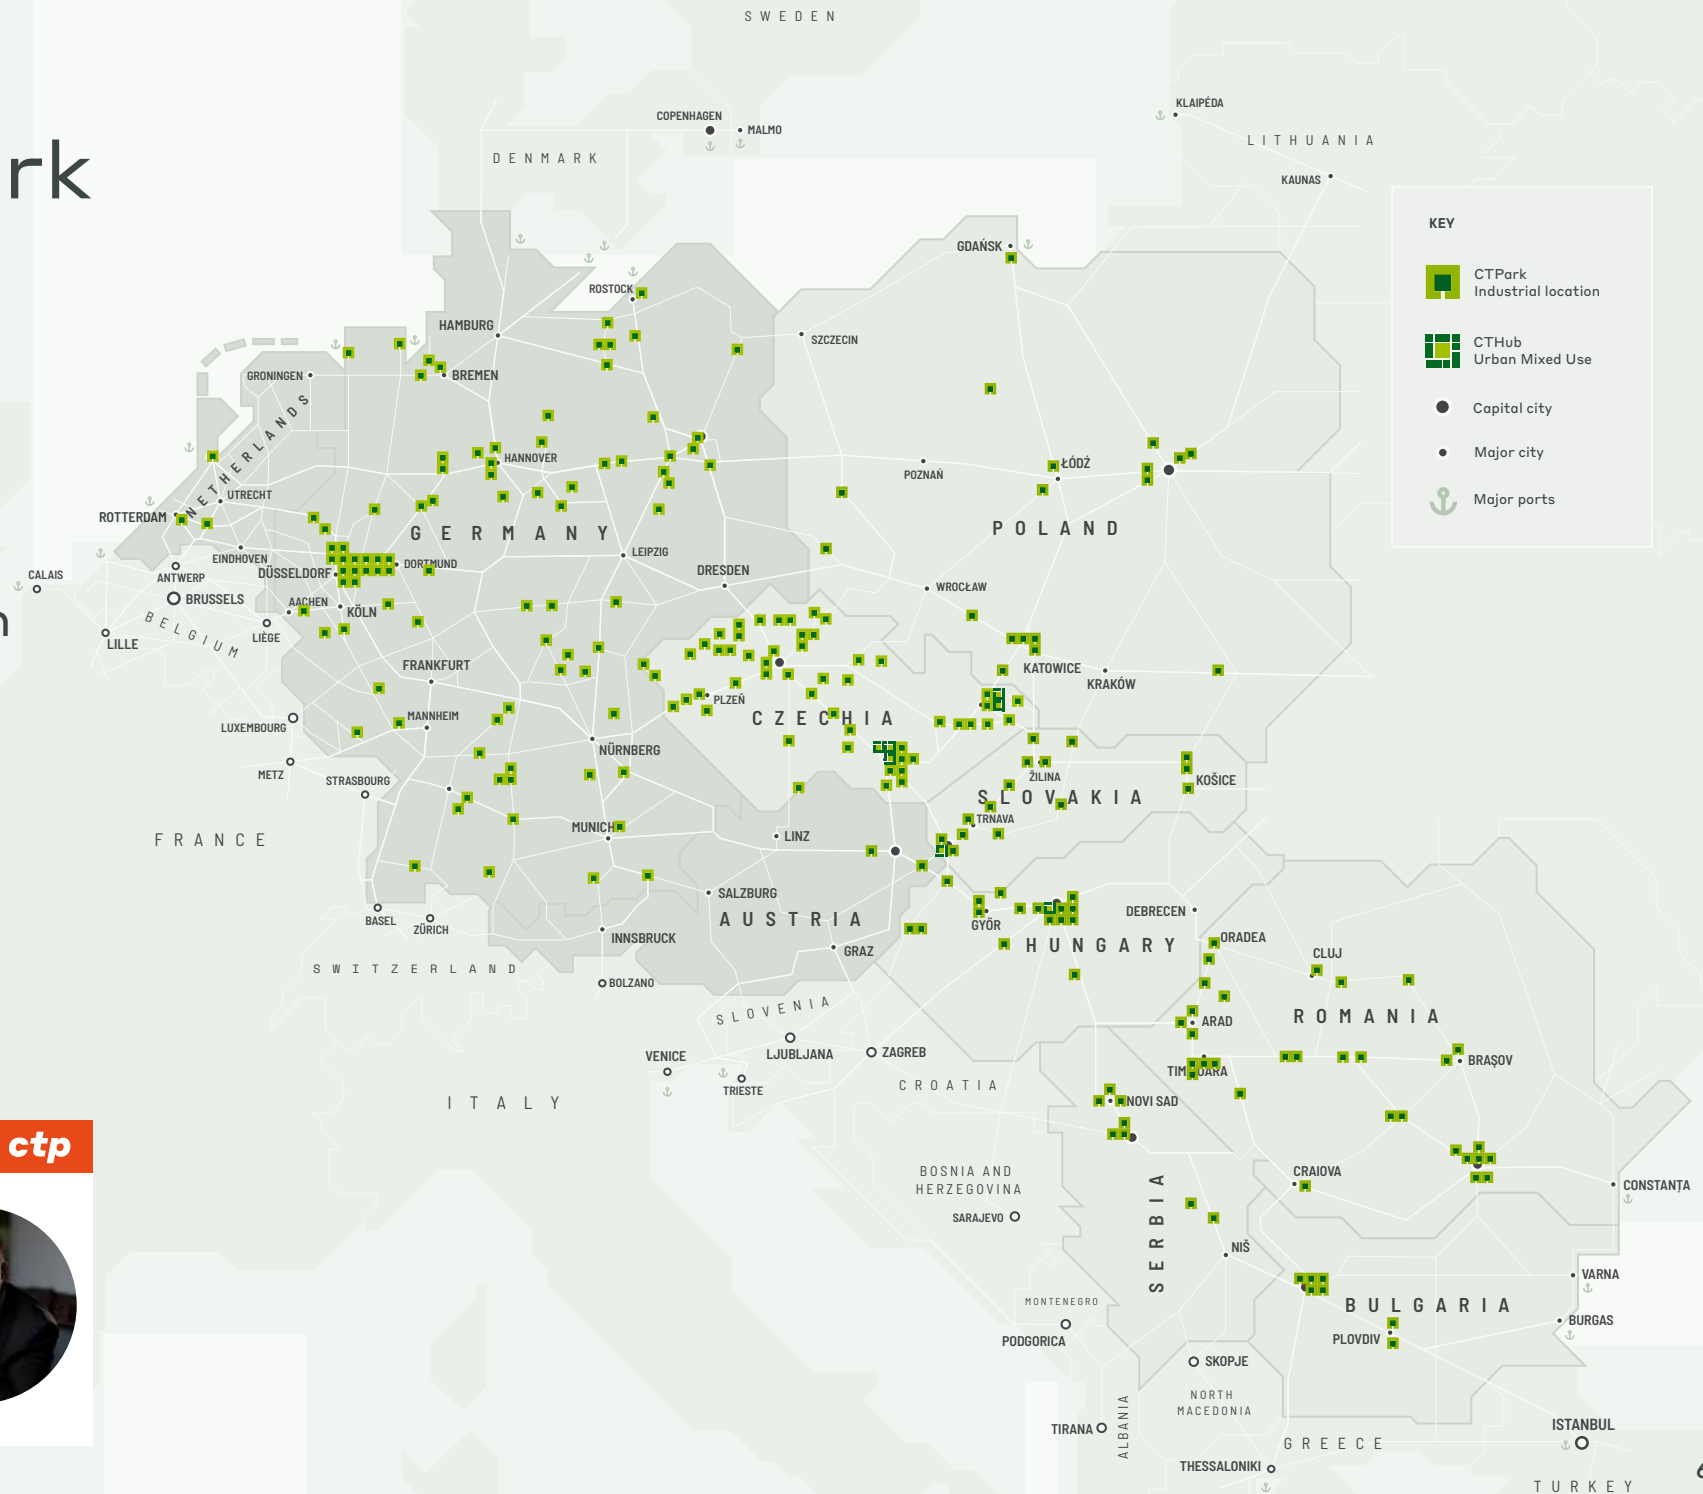 rk
SWEDEN
COPENHAGEN
MALMO
DENMARK
KLAIPÉDA
LITHUANIA
KAUNAS
KEY
CTPark
Industrial location
CTHub
Urban Mixed Use
Capital city
Major city
Major ports
GDAŃSK
ROSTOCK
HAMBURG
SZCZECIN
GRONINGEN
BREMEN
NETHERLANDS
HANNOVER
POZNAŃ
ŁÓDŹ
UTRECHT
ROTTERDAM
GERMANY
POLAND
EINDHOVEN
LEIPZIG
DORTMUND
DÜSSELDORF
DRESDEN
ANTWERP
CALAIS
WROCŁAW
BRUSSELS
AACHEN
KÖLN
BELGIUM
LIÈGE
LILLE
n
FRANKFURT
KATOWICE
KRAKÓW
PLZEŇ
MANNHEIM
CZECHIA
LUXEMBOURG
NÜRNBERG
METZ
STRASBOURG
ŽILINA
KOŠICE
SLOVAKIA
TRNAVA
FRANCE
MUNICH
LINZ
SALZBURG
AUSTRIA
BASEL
ZÜRICH
INNSBRUCK
GRAZ
GYŐR
HUNGARY
DEBRECEN
ORADEA
CLUJ
SWITZERLAND
BOLZANO
SLOVENIA
ROMANIA
ARAD
LJUBLJANA
ZAGREB
VENICE
TRIESTE
CROATIA
BRAȘOV
ITALY
NOVI SAD
ctp
BOSNIA AND
HERZEGOVINA
SARAJEVO
SERBIA
CRAIOVA
CONSTANȚA
NIŠ
VARNA
MONTENEGRO
PODGORICA
BULGARIA
BURGAS
PLOVDIV
SKOPJE
NORTH
MACEDONIA
TIRANA
ALBANIA
GREECE
ISTANBUL
THESSALONIKI
TURKEY